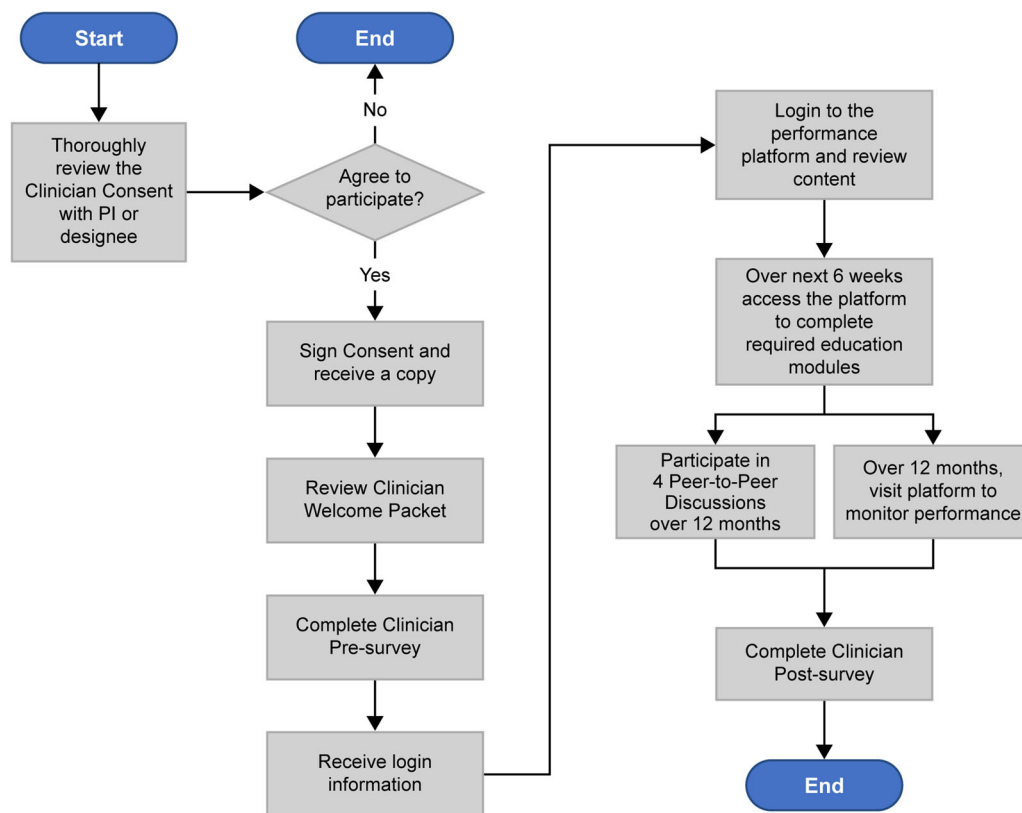 Start
Thoroughly
review the
Clinician Consent
with PI or
designee
End
No
Agree to
participate?
Yes
Sign Consent and
receive a copy
Review Clinician
Welcome Packet
Complete Clinician
Pre-survey
Receive login
information
Login to the
performance
platform and review
content
Over next 6 weeks
access the platform
to complete
required education
modules
Participate in
4 Peer-to-Peer
Discussions
over 12 months
Over 12 months,
visit platform to
monitor performance
Complete Clinician
Post-survey
End